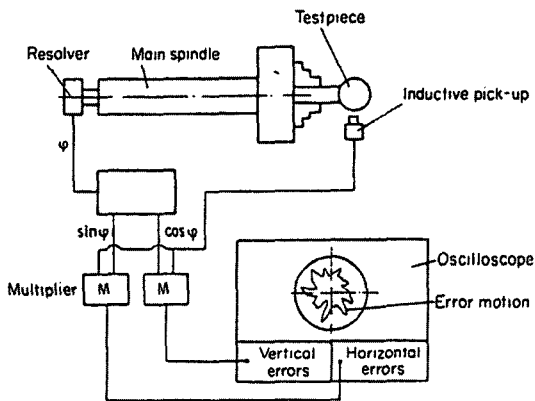 Testpiece
Resolver
Main spindle
Inductive pick-up
φ
sinφ
cosφ
Multiplier
M
M
Oscilloscope
Error motion
Vertical
errors
Horizontal
errors